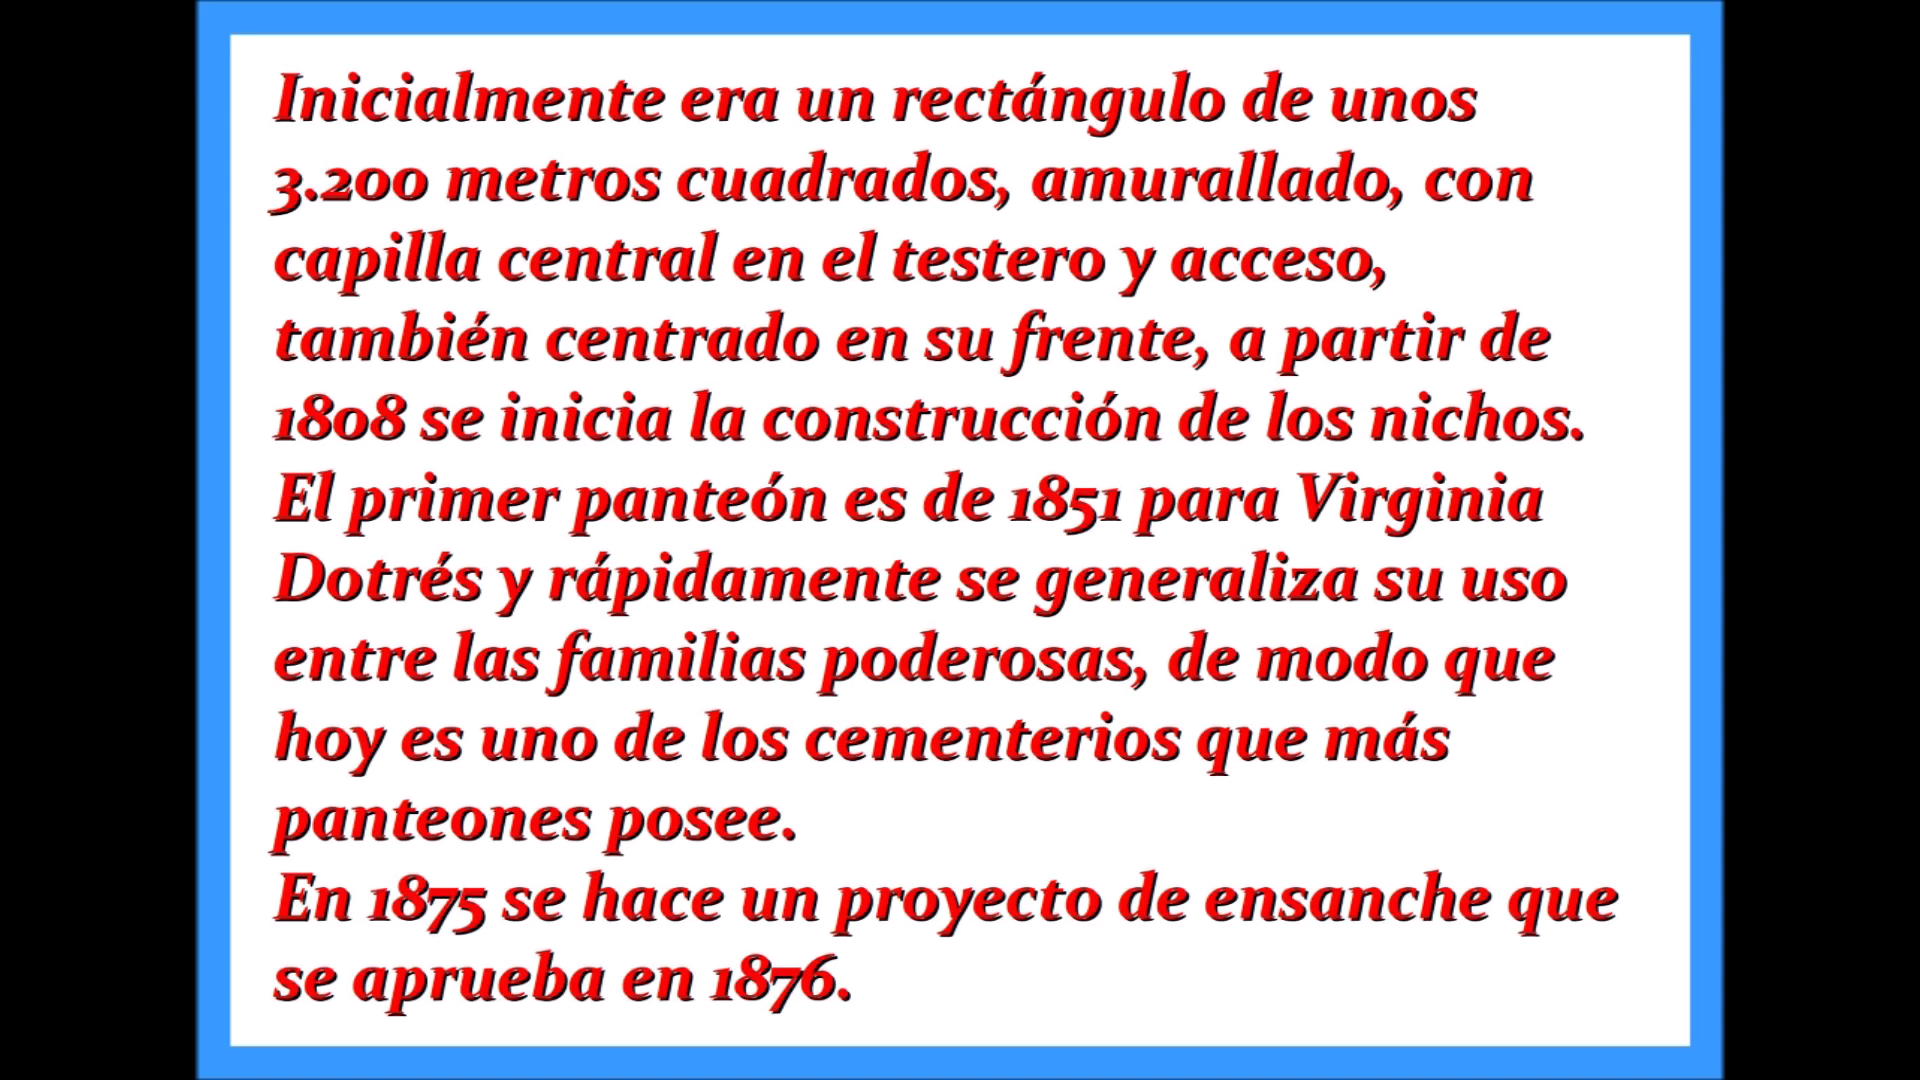 Inicialmente era un rectángulo de unos
3.200 metros cuadrados, amurallado, con
capilla central en el testero y acceso,
también centrado en su frente, a partir de
1808 se inicia la construcción de los nichos.
El primer panteón es de 1851 para Virginia
Dotrés y rápidamente se generaliza su uso
entre las familias poderosas, de modo que
hoy es uno de los cementerios que más
panteones posee.
En 1875 se hace un proyecto de ensanche que
se aprueba en 1876.